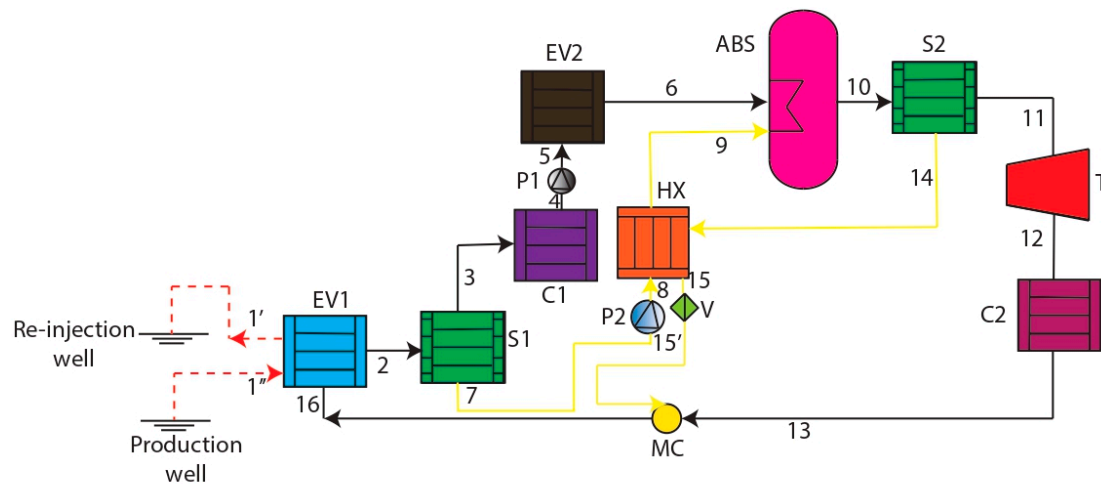 ABS
S2
EV2
6
10
11
5
9
P1
4
14
T
HX
12
3
C1
15
8
EV1
1′
P2
V
C2
Re-injection
well
S1
15′
2
1″
7
16
13
MC
Production
well